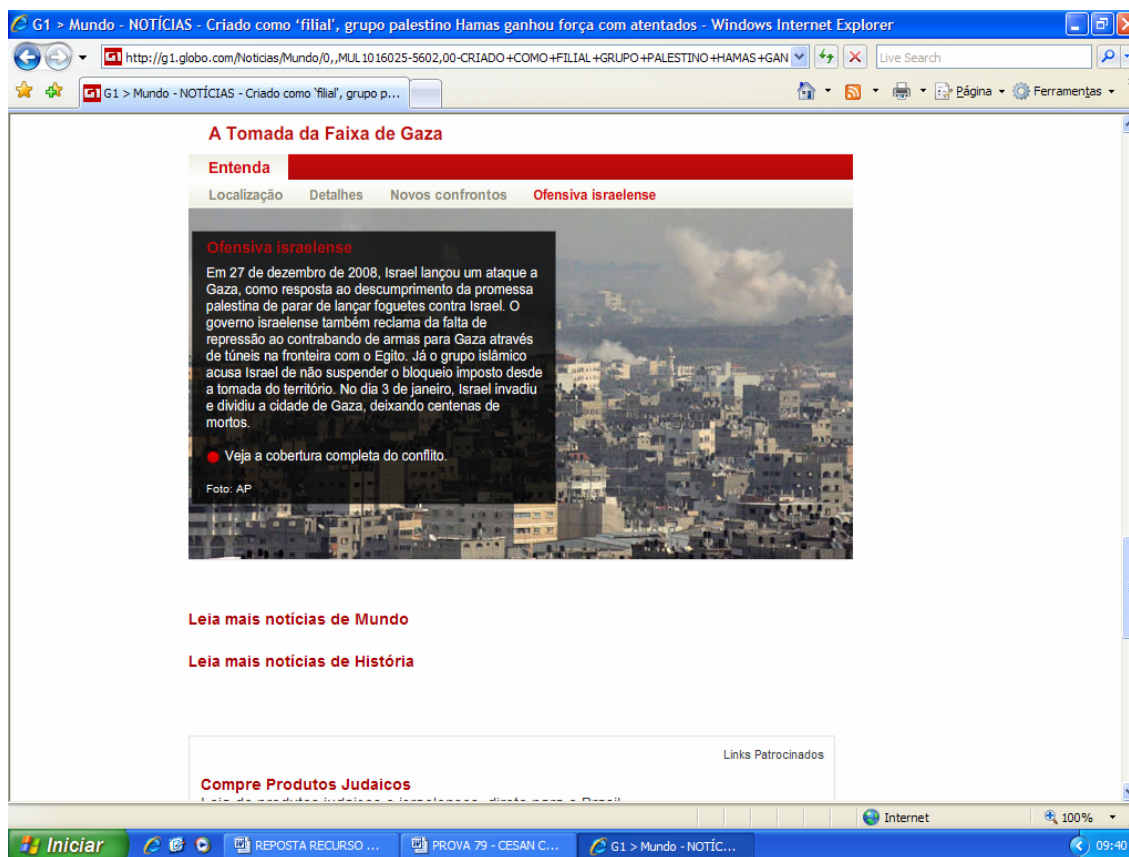 G1 > Mundo - NOTÍCIAS - Criado como 'filial', grupo palestino Hamas ganhou força com atentados - Windows Internet Explorer
http://g1.globo.com/Noticias/Mundo/0,,MUL1016025-5602,00-CRIADO+COMO+FILIAL+GRUPO+PALESTINO+HAMAS+GAN
Live Search
G1 > Mundo - NOTÍCIAS - Criado como 'filial', grupo p...
Página
Ferramentas
A Tomada da Faixa de Gaza
Entenda
Localização Detalhes Novos confrontos Ofensiva israelense
Ofensiva israelense
Em 27 de dezembro de 2008, Israel lançou um ataque a
Gaza, como resposta ao descumprimento da promessa
palestina de parar de lançar foguetes contra Israel. O
governo israelense também reclama da falta de
repressão ao contrabando de armas para Gaza através
de túneis na fronteira com o Egito. Já o grupo islâmico
acusa Israel de não suspender o bloqueio imposto desde
a tomada do território. No dia 3 de janeiro, Israel invadiu
e dividiu a cidade de Gaza, deixando centenas de
mortos.
Veja a cobertura completa do conflito.
Foto: AP
Leia mais notícias de Mundo
Leia mais notícias de História
Links Patrocinados
Compre Produtos Judaicos
Internet
100%
Iniciar
REPOSTA RECURSO ...
PROVA 79 - CESAN C...
G1 > Mundo - NOTÍC...
09:40